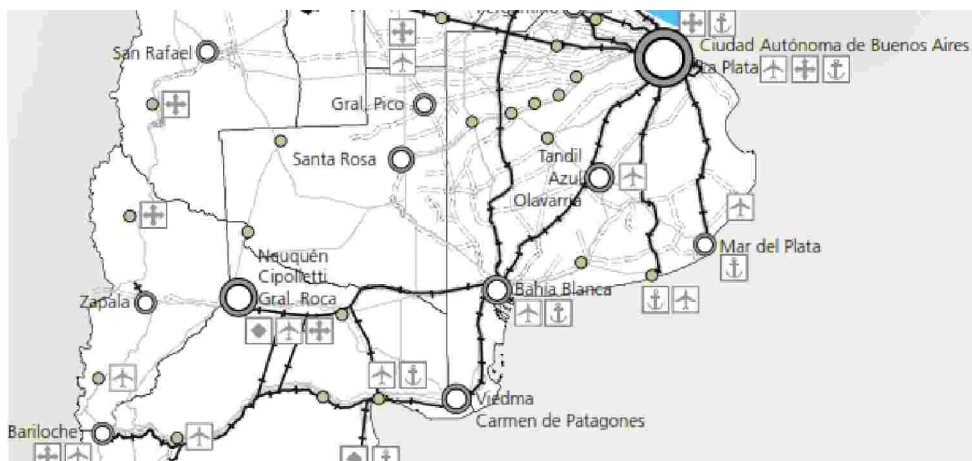 San Rafael
Ciudad Autónoma de Buenos Aires
La Plata
Gral. Pico
Santa Rosa
Tandil
Azul
Olavarría
Mar del Plata
Nauquén
Cipolletti
Gral. Roca
Zapala
Bahía Blanca
Viedma
Carmen de Patagones
Bariloche